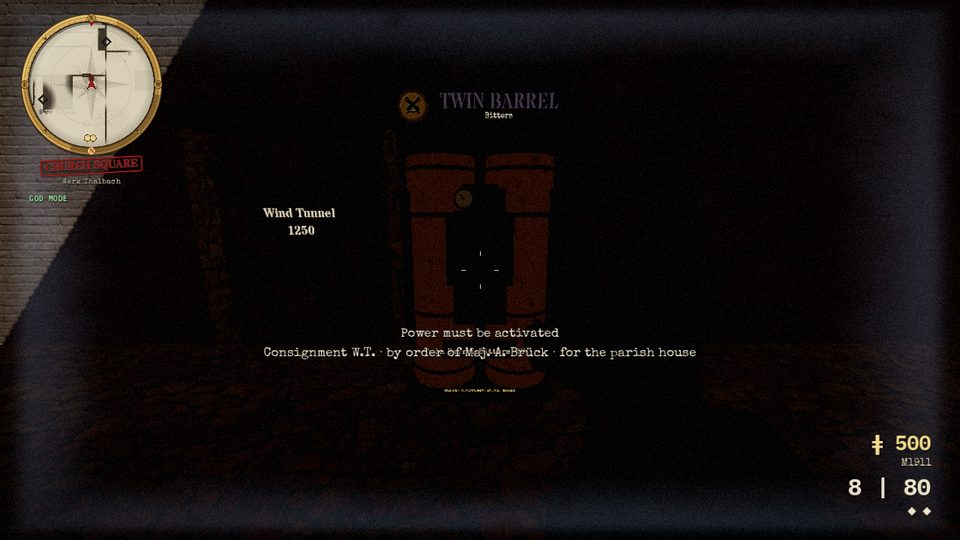 TWIN BARREL
Bitters
CHURCH SQUARE
Werk Thalbach
GOD MODE
Wind Tunnel
1250
Power must be activated
Consignment W.T. · by order of Maj. A. Brück · for the parish house
500
M1911
8 | 80